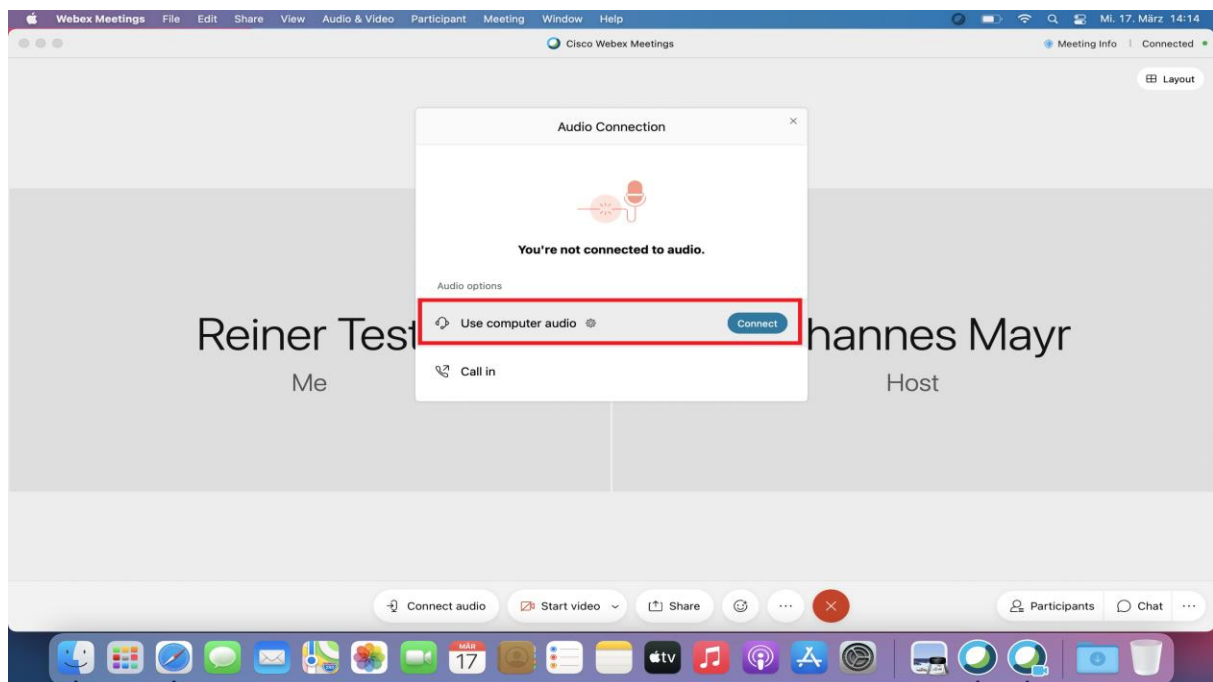 Webex Meetings File Edit Share View Audio & Video Participant Meeting Window Help Mi. 17. März 14:14
Cisco Webex Meetings Meeting Info Connected
Layout
Audio Connection
You're not connected to audio.
Audio options
Use computer audio Connect
Call in
Reiner Test
Me
hannes Mayr
Host
Connect audio Start video Share Participants Chat
MÄR
17
tv